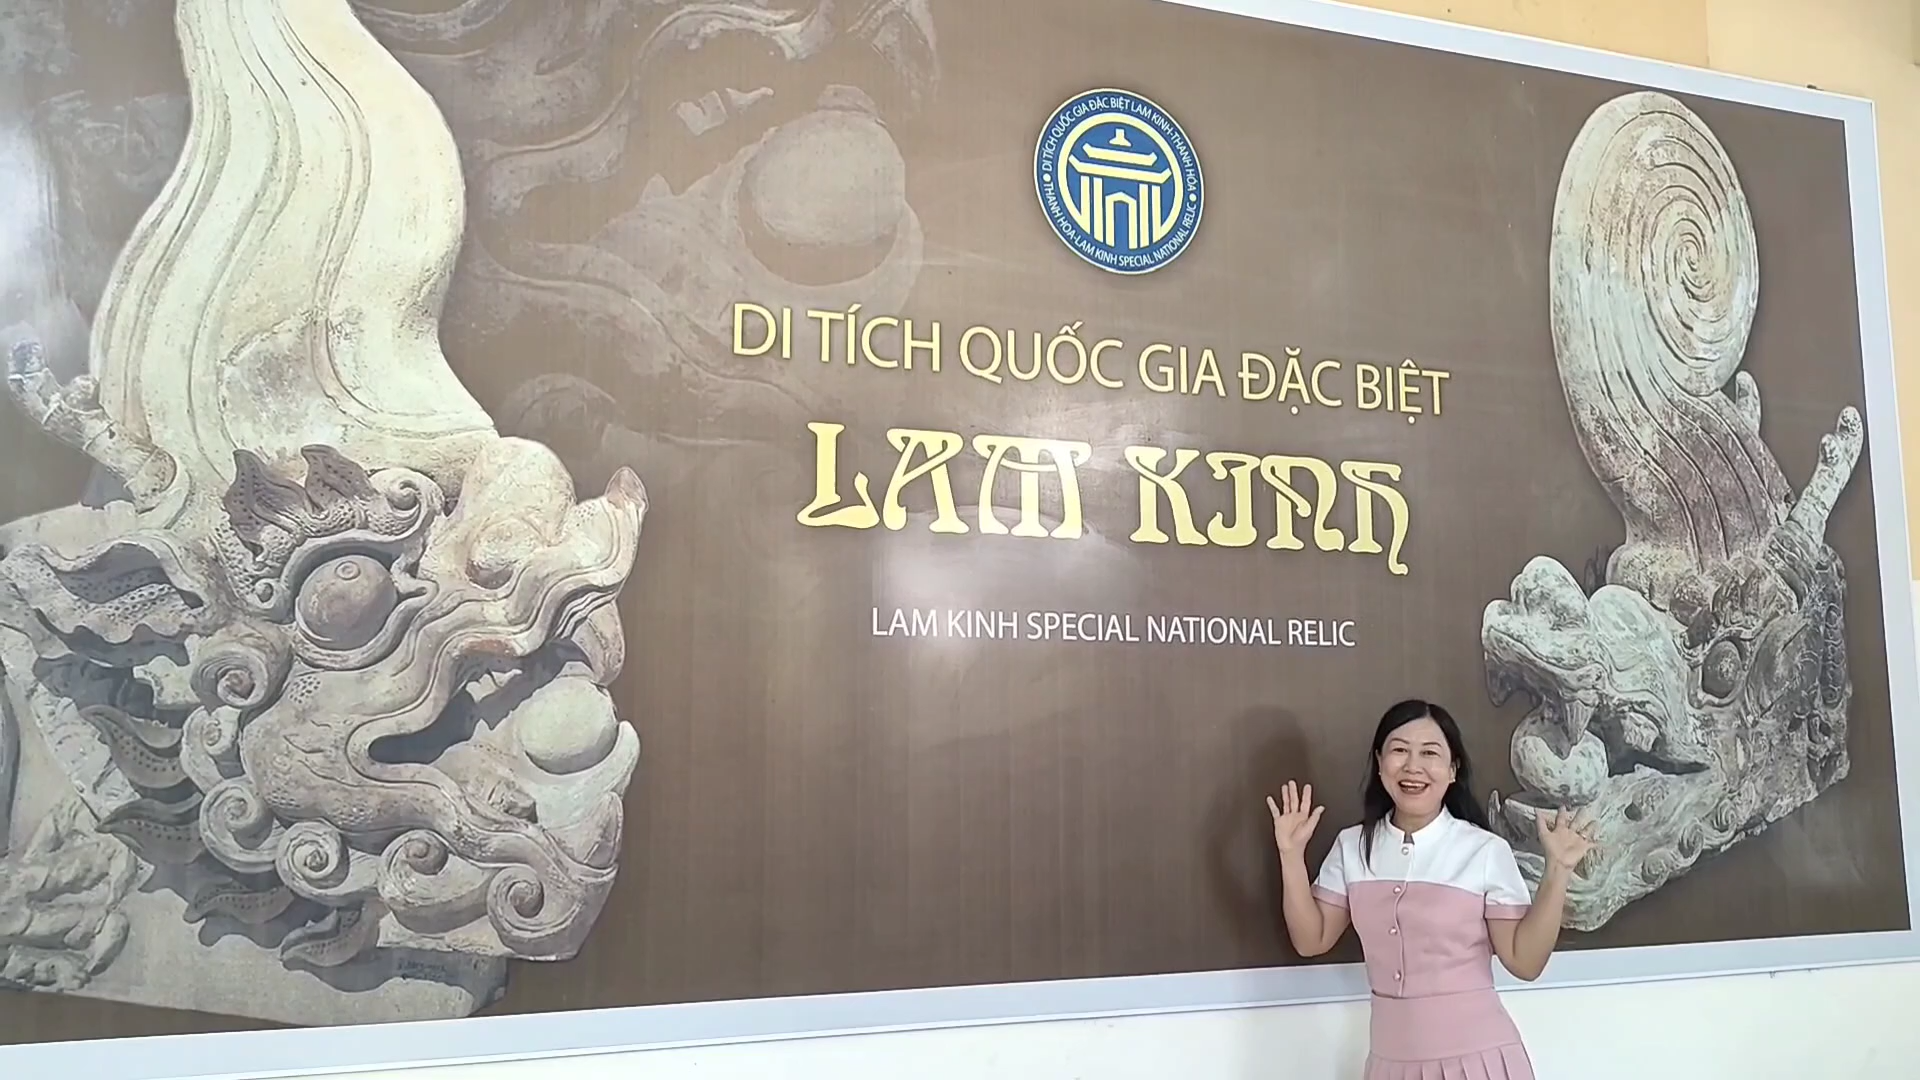 DI TÍCH QUỐC GIA ĐẶC BIỆT LAM KINH-THANH HÓA
THANH HOA-LAM KINH SPECIAL NATIONAL RELIC
DI TÍCH QUỐC GIA ĐẶC BIỆT
LAM KINH
LAM KINH SPECIAL NATIONAL RELIC